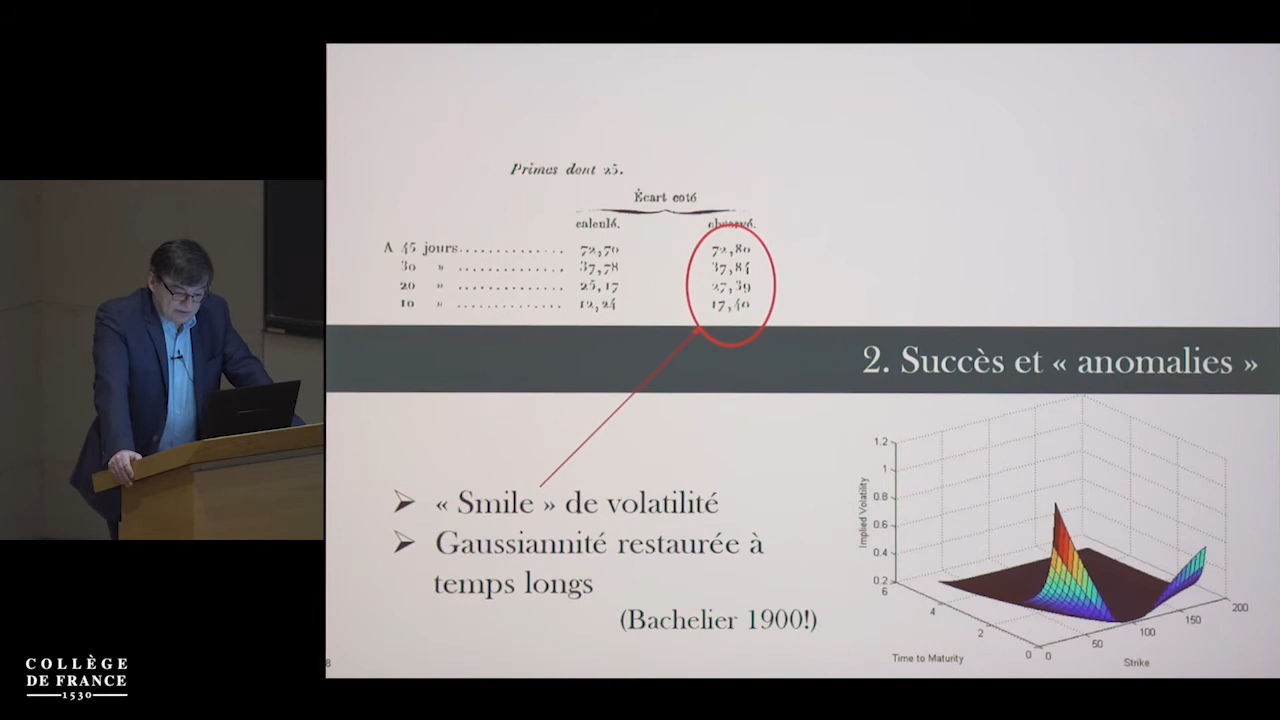 Primes dont 25.
Écart coté
calculé. observé.
A 45 jours 72,70 72,80
30 » 37,78 37,84
20 » 25,17 27,39
10 » 12,24 17,40
2. Succès et « anomalies »
« Smile » de volatilité
Gaussiannité restaurée à
temps longs
(Bachelier 1900!)
Implied Volatility
1.2
1
0.8
0.6
0.4
0.2
6
4
2
0
Time to Maturity
0
50
100
150
200
Strike
8
COLLÈGE
DE FRANCE
1530